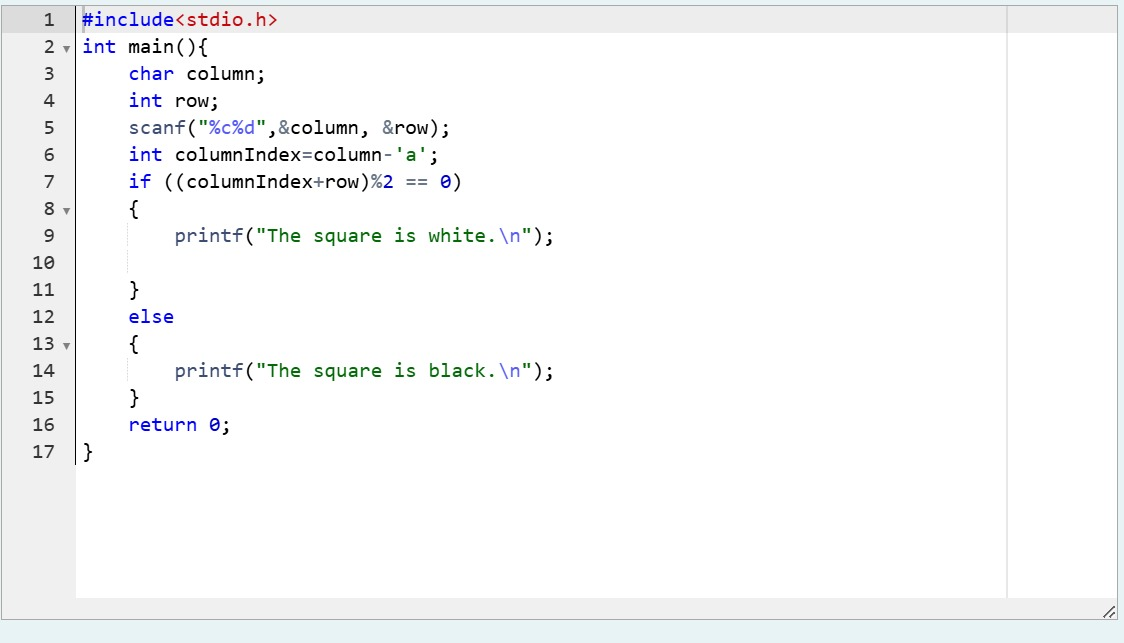 1 #include<stdio.h>
2 int main(){
3     char column;
4     int row;
5     scanf("%c%d",&column, &row);
6     int columnIndex=column-'a';
7     if ((columnIndex+row)%2 == 0)
8     {
9         printf("The square is white.\n");
10
11     }
12     else
13     {
14         printf("The square is black.\n");
15     }
16     return 0;
17 }